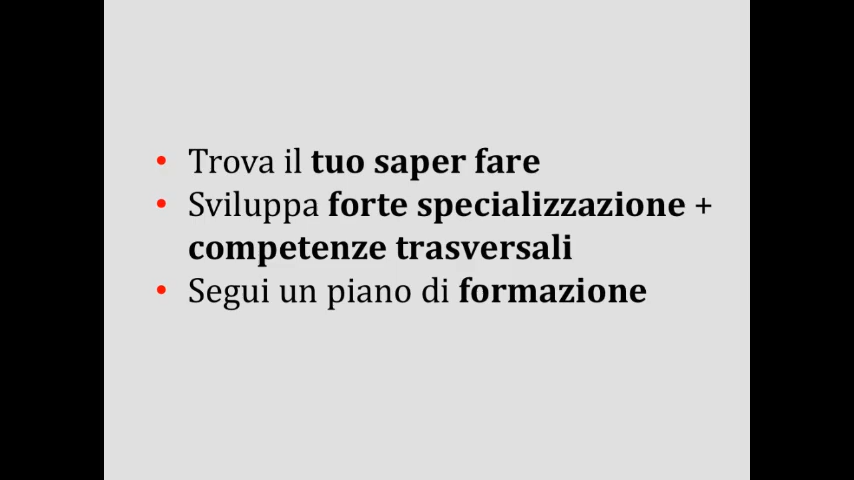 • Trova il tuo saper fare
• Sviluppa forte specializzazione +
competenze trasversali
• Segui un piano di formazione